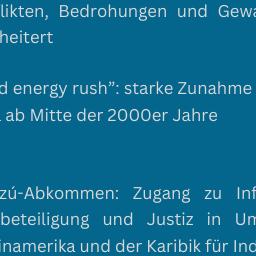 likten, Bedrohungen und Gewa
heitert
d energy rush”: starke Zunahme
ab Mitte der 2000er Jahre
zú-Abkommen: Zugang zu Inf
beteiligung und Justiz in Um
inamerika und der Karibik für Ind